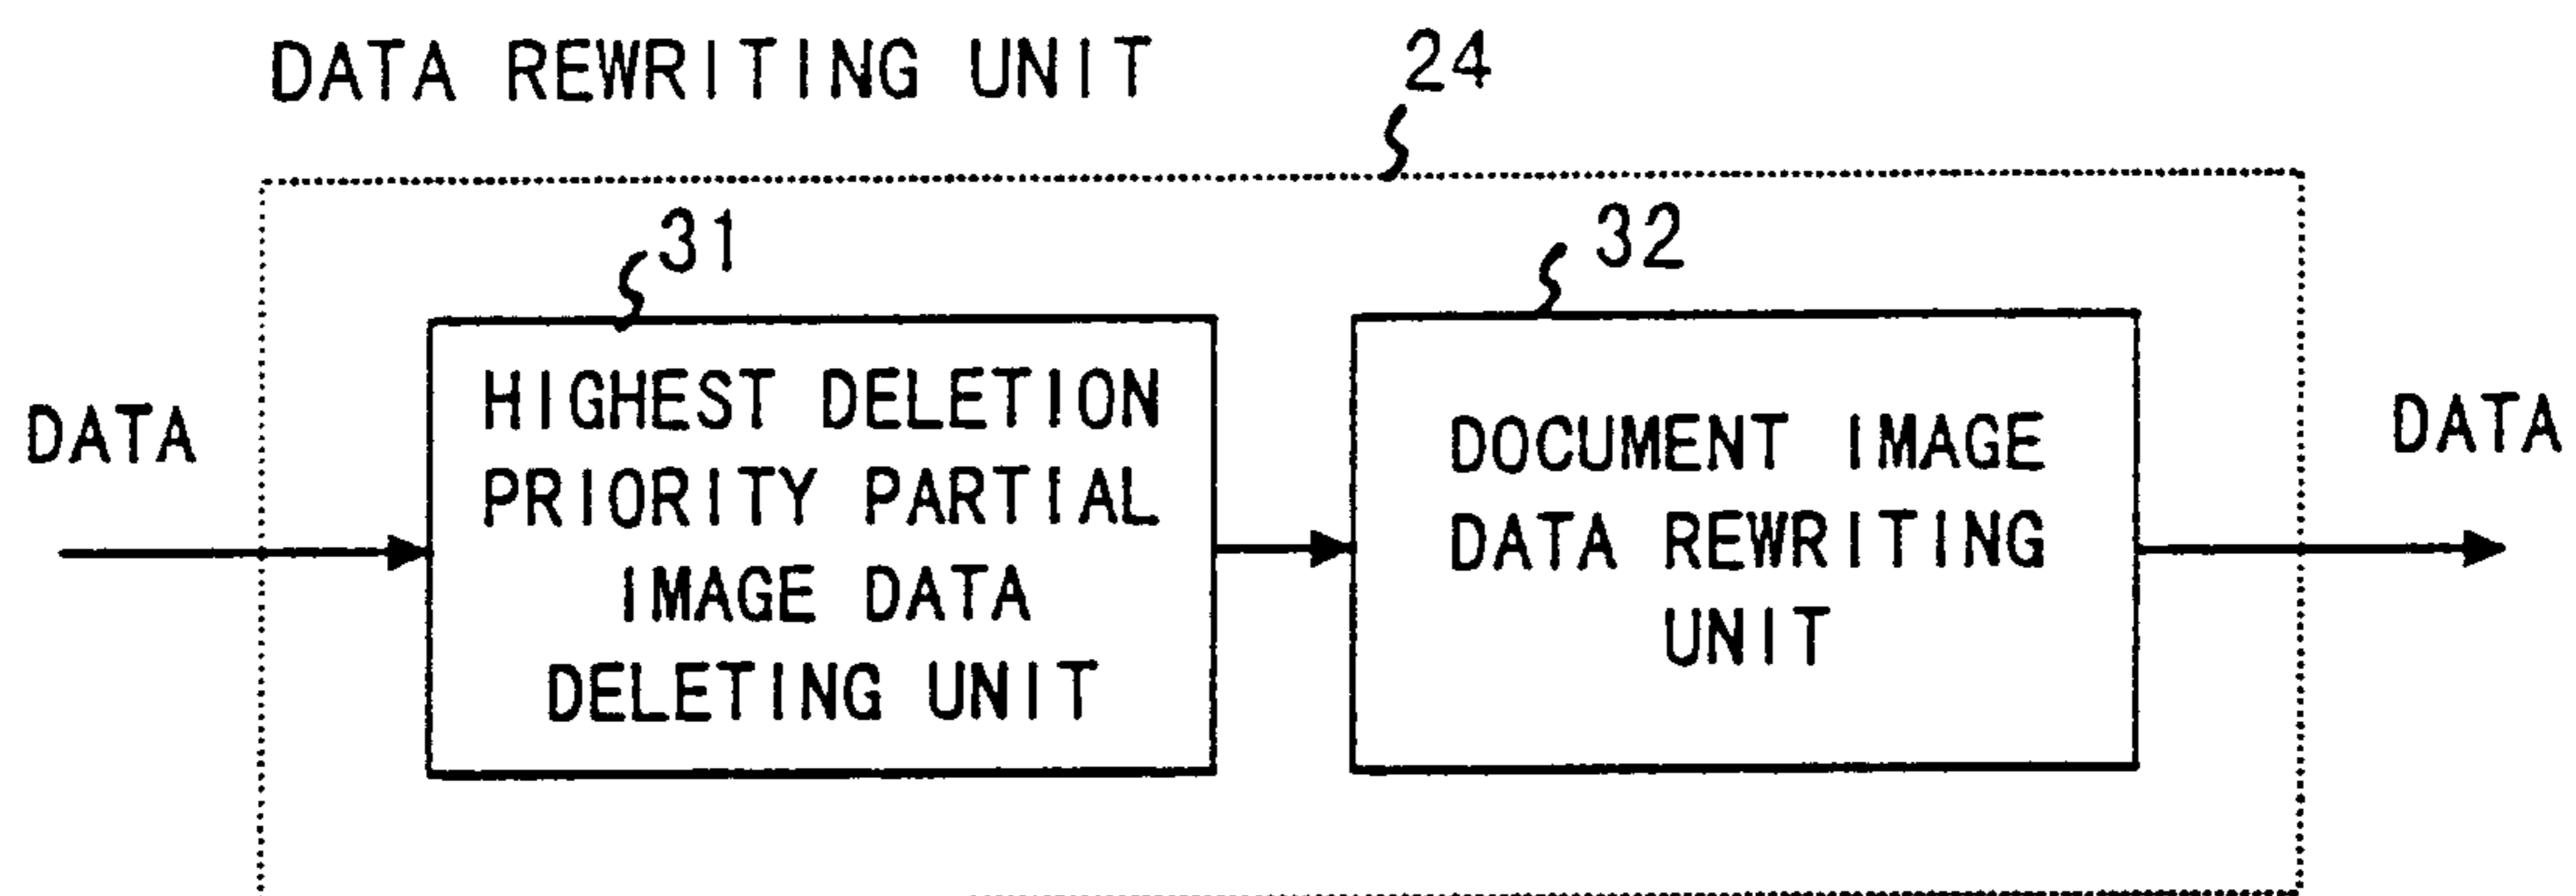 DATA REWRITING UNIT
24
31
32
DATA
HIGHEST DELETION
PRIORITY PARTIAL
IMAGE DATA
DELETING UNIT
DOCUMENT IMAGE
DATA REWRITING
UNIT
DATA